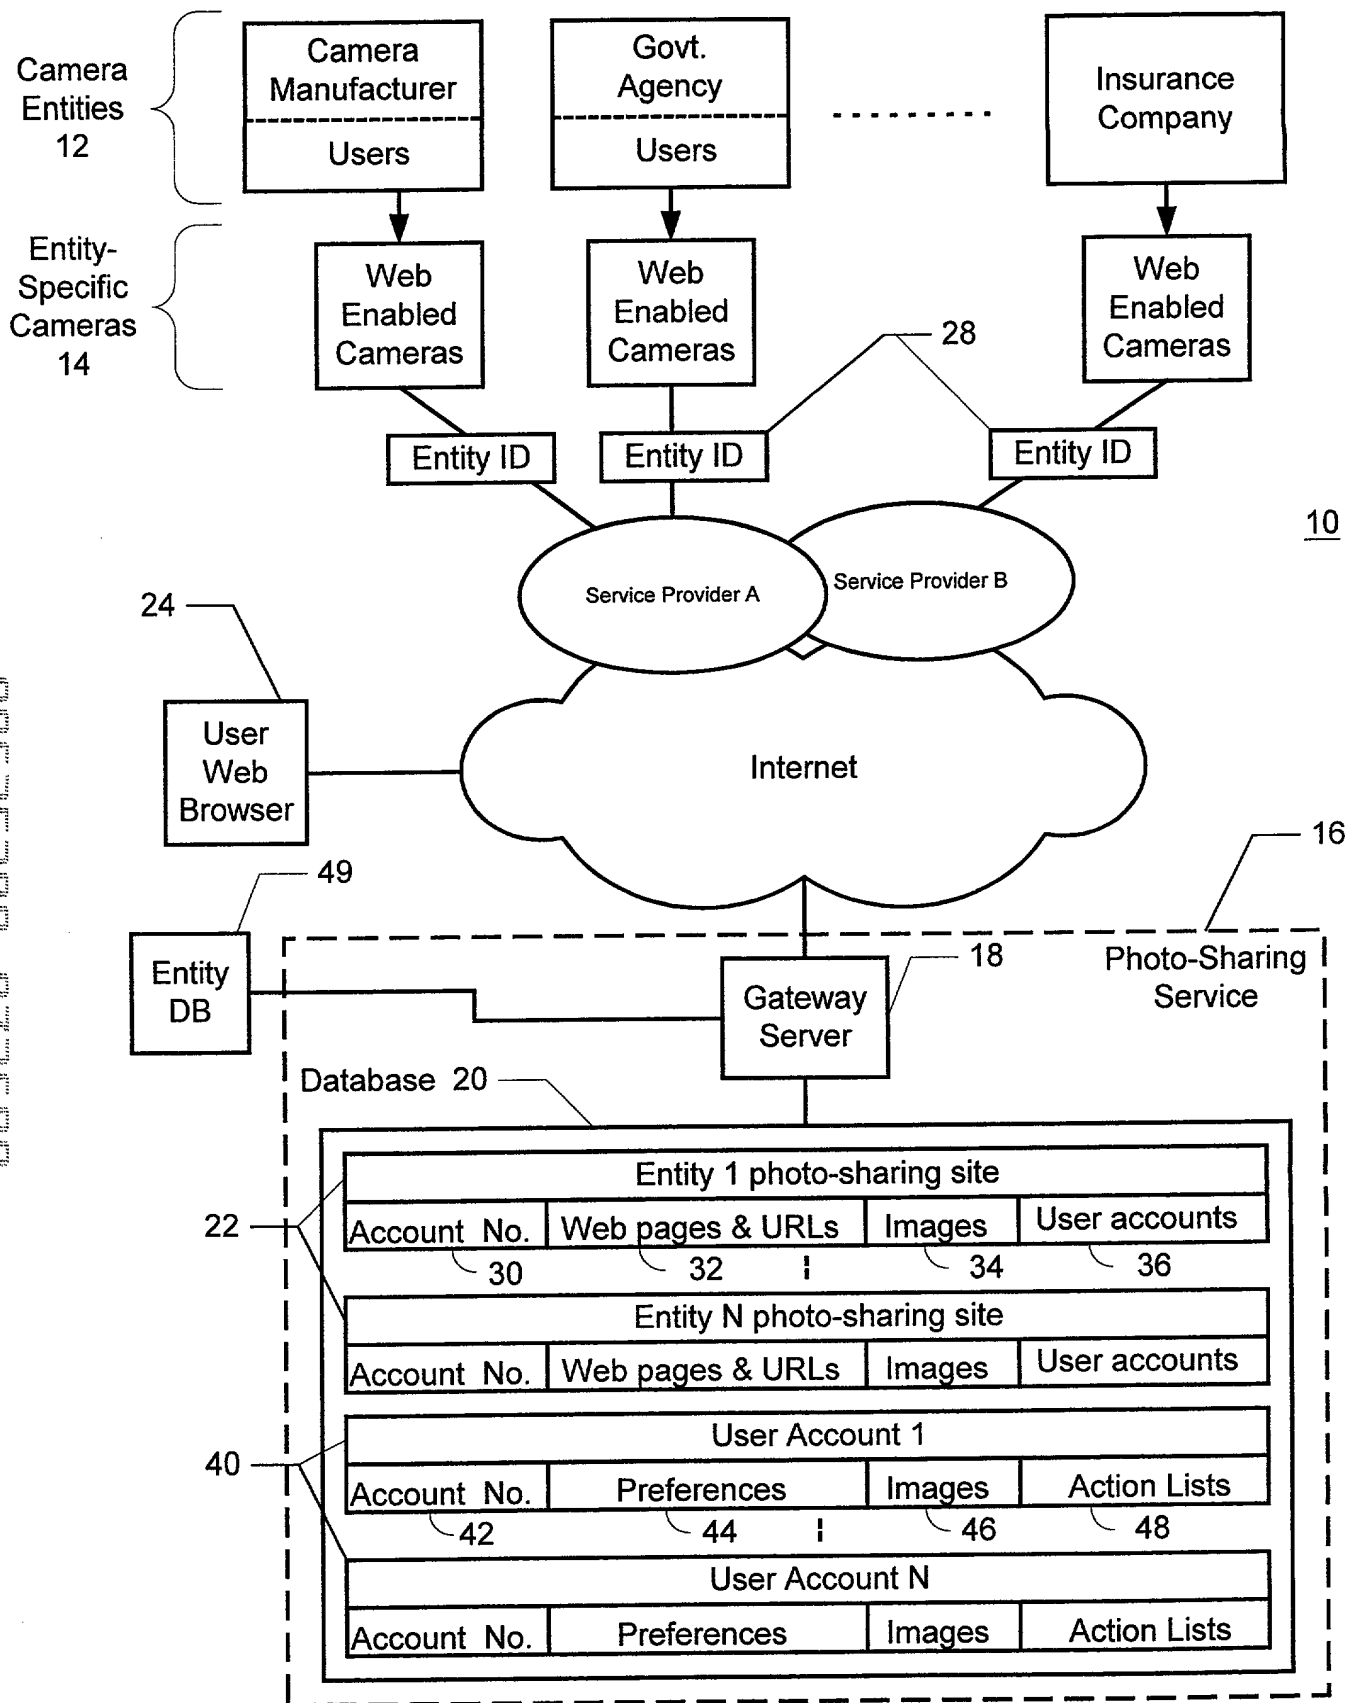 Camera
Entities
12
Camera
Manufacturer
Users
Govt.
Agency
Users
Insurance
Company
Entity-
Specific
Cameras
14
Web
Enabled
Cameras
Web
Enabled
Cameras
Web
Enabled
Cameras
28
Entity ID
Entity ID
Entity ID
10
Service Provider A
Service Provider B
24
User
Web
Browser
Internet
16
49
Entity
DB
18
Gateway
Server
Photo-Sharing
Service
Database 20
Entity 1 photo-sharing site
22
Account No.
Web pages & URLs
Images
User accounts
30
32
34
36
Entity N photo-sharing site
Account No.
Web pages & URLs
Images
User accounts
User Account 1
40
Account No.
Preferences
Images
Action Lists
42
44
46
48
User Account N
Account No.
Preferences
Images
Action Lists